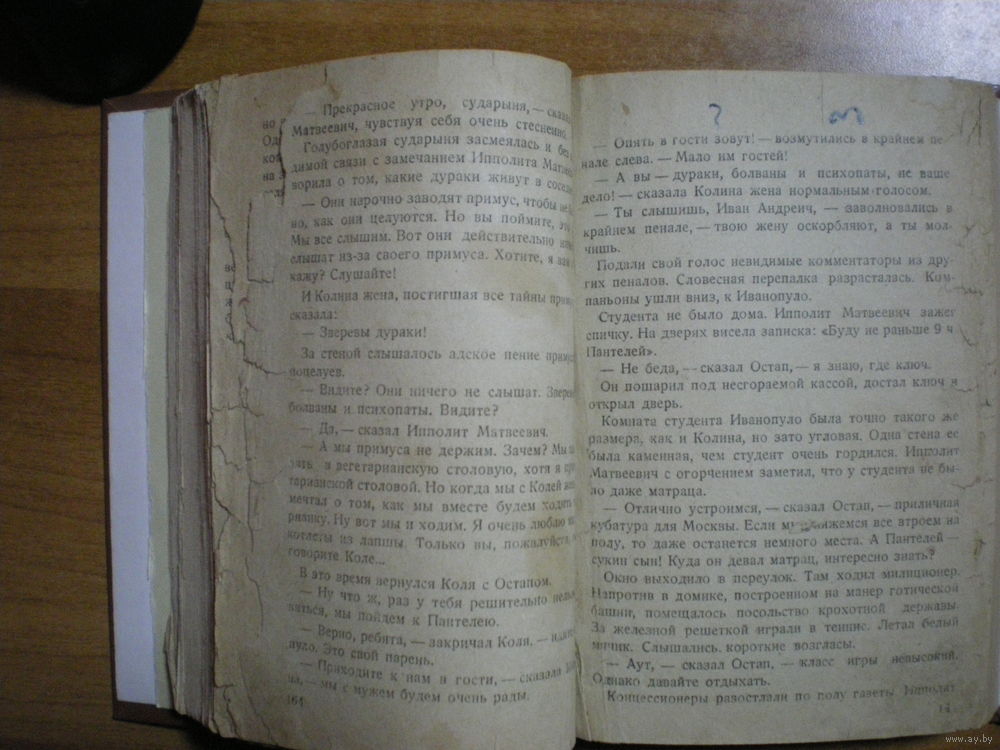 — Прекрасное утро, сударыня, — сказа
Матвеевич, чувствуя себя очень стесненно.
Голубоглазая сударыня засмеялась и без
димой связи с замечанием Ипполита Матве
ворила о том, какие дураки живут в сосед
— Они нарочно заводят примус, чтобы не
но, как они целуются. Но вы поймите, это
Мы все слышим. Вот они действительно
слышат из-за своего примуса. Хотите, я вам
кажу? Слушайте!
И Колина жена, постигшая все тайны прим
сказала:
— Зверевы дураки!
За стеной слышалось адское пение приму
поцелуев.
— Видите? Они ничего не слышат. Зверев
болваны и психопаты. Видите?
— Да, — сказал Ипполит Матвеевич.
— А мы примуса не держим. Зачем? Мы
в вегетарианскую столовую, хотя я
тарианской столовой. Но когда мы с Колей
мечтал о том, как мы вместе будем ходить
рианку. Ну вот мы и ходим. Я очень люблю
котлеты из лапши. Только вы, пожалуйста,
говорите Коле...
В это время вернулся Коля с Остапом.
— Ну что ж, раз у тебя решительно нель
ваться, мы пойдем к Пантелею.
— Верно, ребята, — закричал Коля, —
пуло. Это свой парень.
— Приходите к нам в гости, — сказала
на, — мы с мужем будем очень рады.
164
— Опять в гости зовут! — возмутились в крайнем пе-
нале слева. — Мало им гостей!
— А вы — дураки, болваны и психопаты, не ваше
дело! — сказала Колина жена нормальным голосом.
— Ты слышишь, Иван Андреич, — заволновались в
крайнем пенале, — твою жену оскорбляют, а ты мол-
чишь.
Подали свой голос невидимые комментаторы из дру-
гих пеналов. Словесная перепалка разрасталась. Ком-
паньоны ушли вниз, к Иванопуло.
Студента не было дома. Ипполит Матвеевич зажег
спичку. На дверях висела записка: «Буду не раньше 9 ч
Пантелей».
— Не беда, — сказал Остап, — я знаю, где ключ.
Он пошарил под несгораемой кассой, достал ключ и
открыл дверь.
Комната студента Иванопуло была точно такого же
размера, как и Колина, но зато угловая. Одна стена ее
была каменная, чем студент очень гордился. Ипполит
Матвеевич с огорчением заметил, что у студента не бы-
ло даже матраца.
— Отлично устроимся, — сказал Остап, — приличная
кубатура для Москвы. Если мы все втроем на
полу, то даже останется немного места. А Пантелей —
сукин сын! Куда он девал матрац, интересно знать?
Окно выходило в переулок. Там ходил милиционер.
Напротив в домике, построенном на манер готической
башни, помещалось посольство крохотной державы.
За железной решеткой играли в теннис. Летал белый
мячик. Слышались короткие возгласы.
— Аут, — сказал Остап, — класс игры невысокий.
Однако давайте отдыхать.
Концессионеры разостлали по полу газеты. Ипполит
www.ay.by